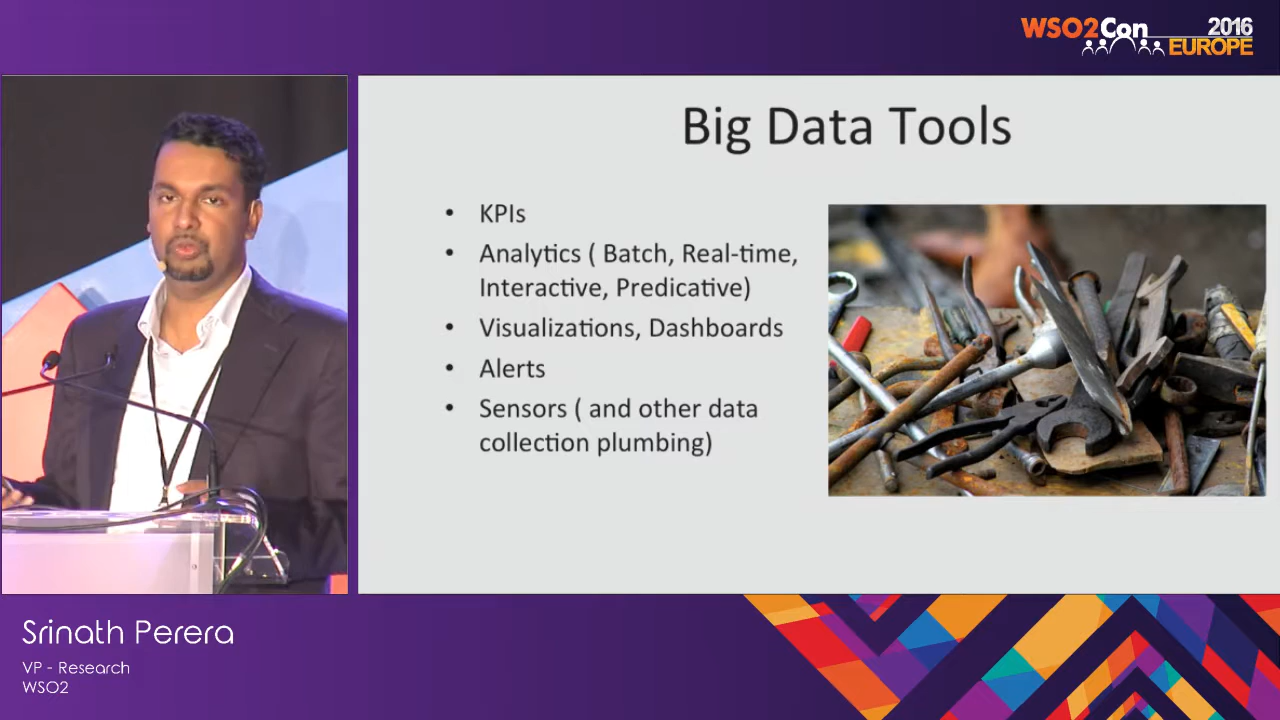 WSO2Con 2016
EUROPE
Big Data Tools
• KPIs
• Analytics ( Batch, Real-time,
Interactive, Predicative)
• Visualizations, Dashboards
• Alerts
• Sensors ( and other data
collection plumbing)
Srinath Perera
VP - Research
WSO2